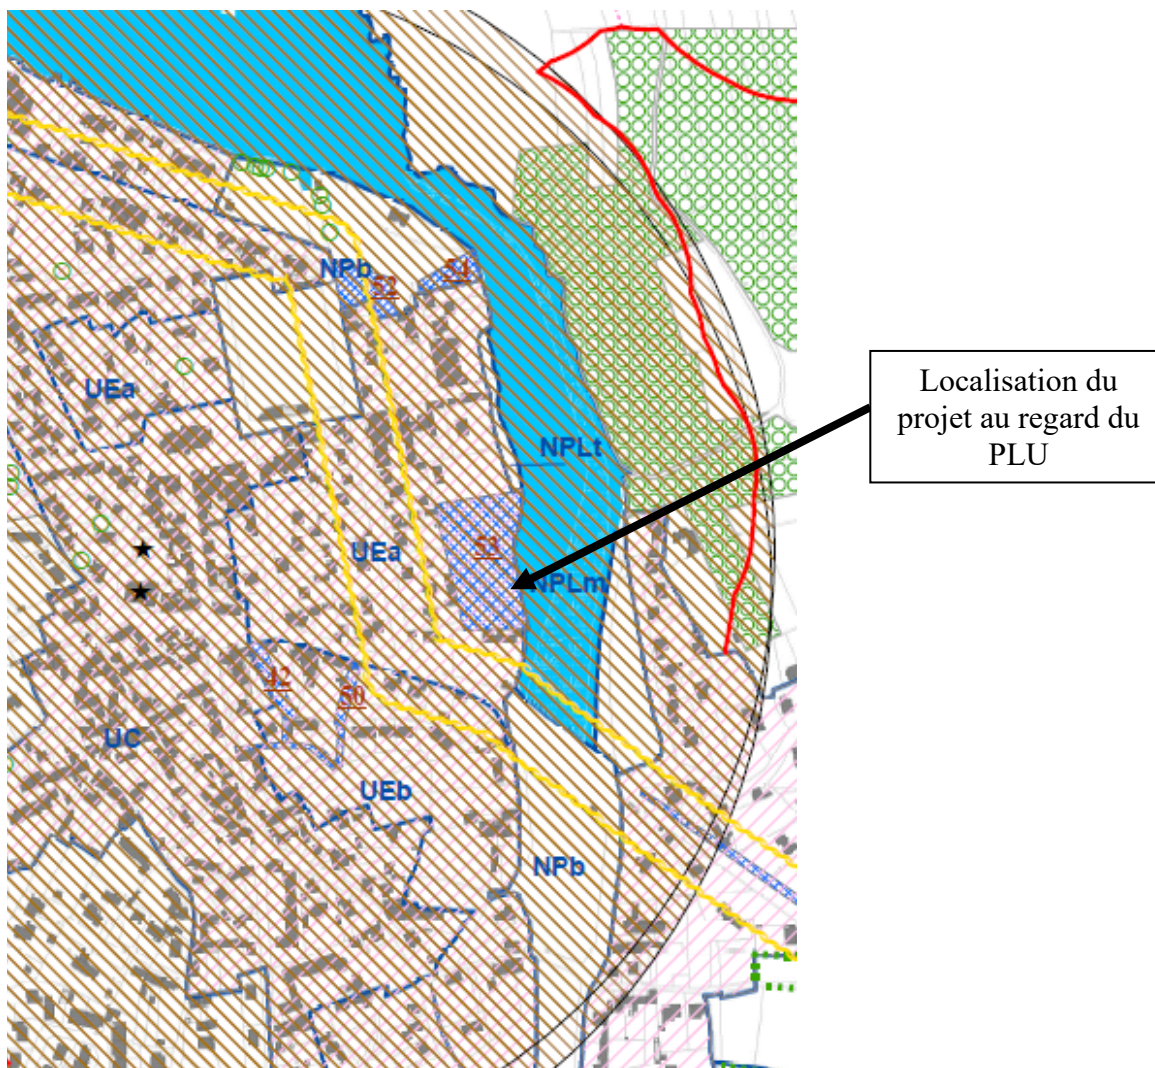 NPb
52
54
UEa
Localisation du
projet au regard du
PLU
NPLt
53
UEa
NPLm
42
50
UC
UEb
NPb